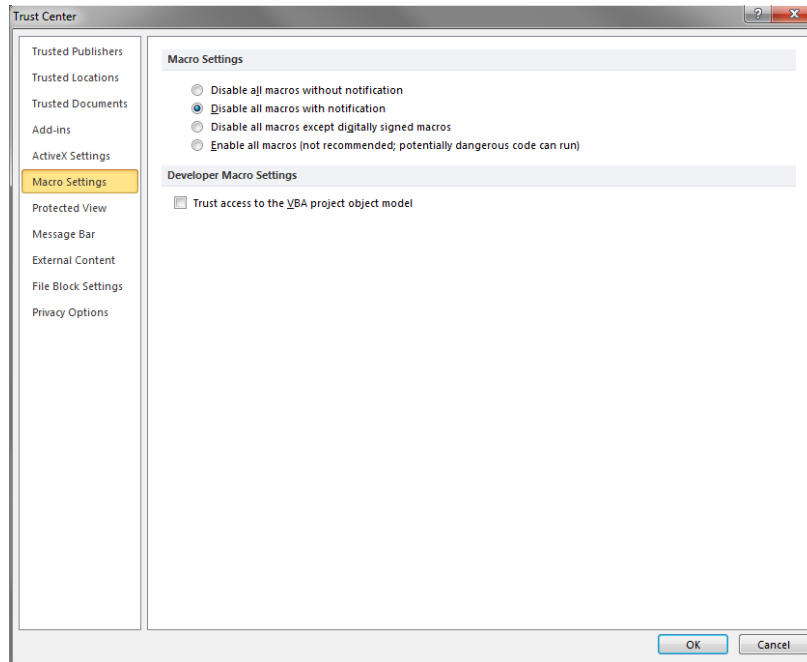 Trust Center
Trusted Publishers
Trusted Locations
Trusted Documents
Add-ins
ActiveX Settings
Macro Settings
Protected View
Message Bar
External Content
File Block Settings
Privacy Options
Macro Settings
Disable all macros without notification
Disable all macros with notification
Disable all macros except digitally signed macros
Enable all macros (not recommended; potentially dangerous code can run)
Developer Macro Settings
Trust access to the VBA project object model
OK
Cancel